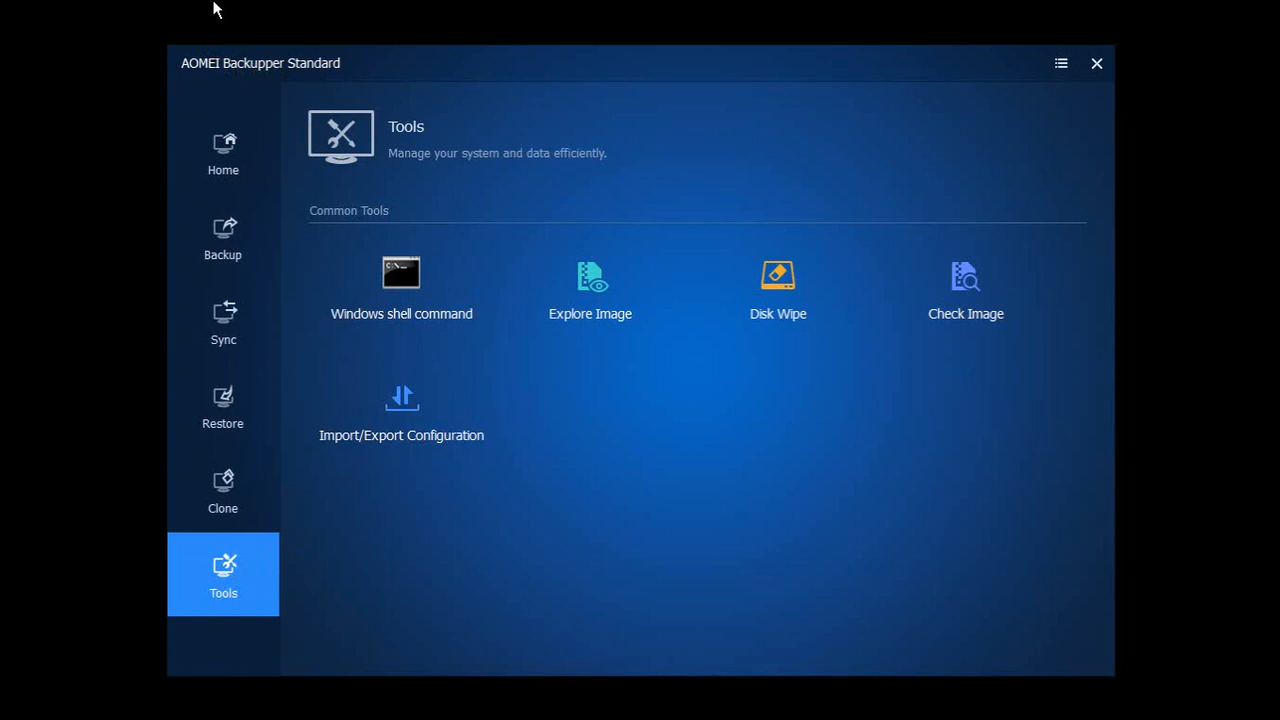 AOMEI Backupper Standard
Home
Backup
Sync
Restore
Clone
Tools
Tools
Manage your system and data efficiently.
Common Tools
C:\_
Windows shell command
Explore Image
Disk Wipe
Check Image
Import/Export Configuration